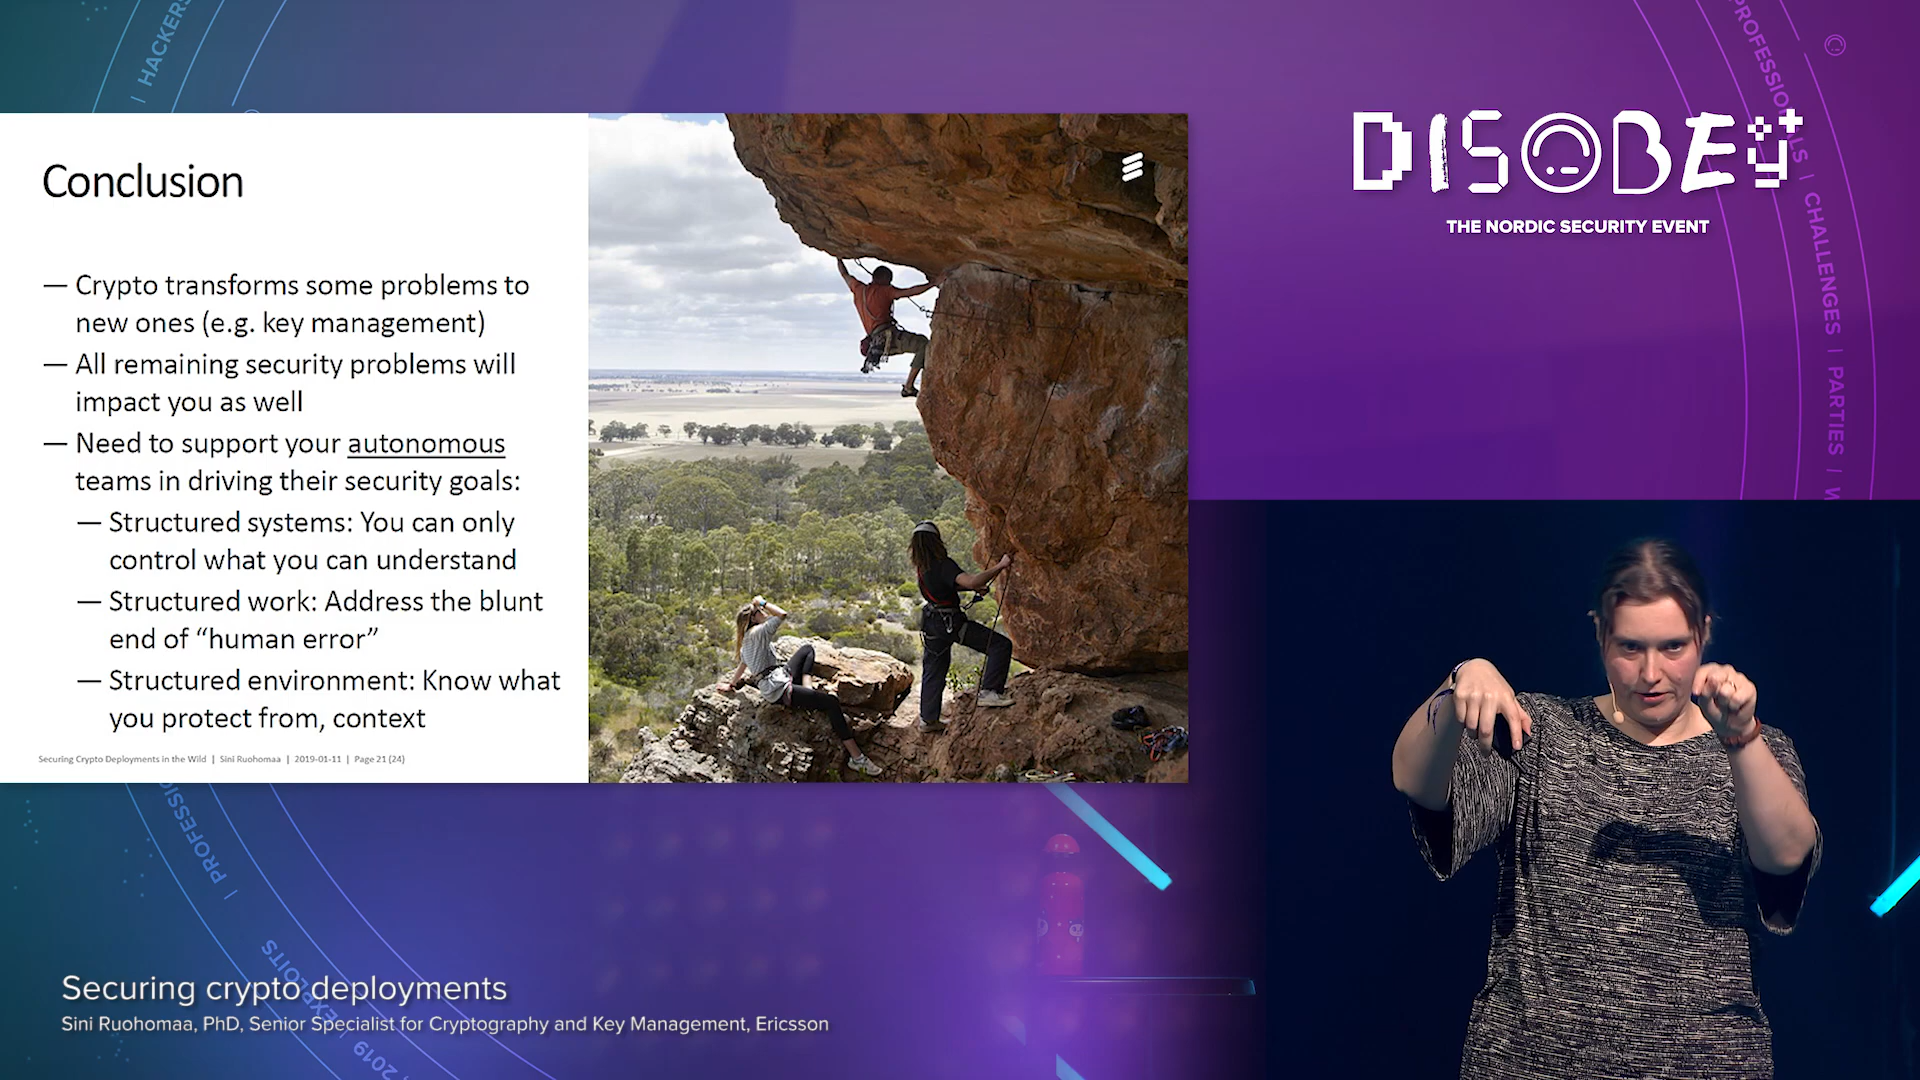 HACKERS
PROFESSIONALS | CHALLENGES | PARTIES |
DISOBEY
THE NORDIC SECURITY EVENT
Conclusion
— Crypto transforms some problems to
new ones (e.g. key management)
— All remaining security problems will
impact you as well
— Need to support your autonomous
teams in driving their security goals:
— Structured systems: You can only
control what you can understand
— Structured work: Address the blunt
end of “human error”
— Structured environment: Know what
you protect from, context
Securing Crypto Deployments in the Wild | Sini Ruohomaa | 2019-01-11 | Page 21 (24)
EXPLOITS
2019
Securing crypto deployments
Sini Ruohomaa, PhD, Senior Specialist for Cryptography and Key Management, Ericsson